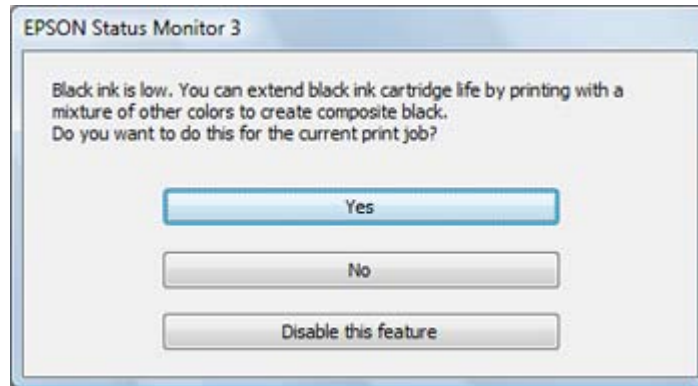 EPSON Status Monitor 3
Black ink is low. You can extend black ink cartridge life by printing with a
mixture of other colors to create composite black.
Do you want to do this for the current print job?
Yes
No
Disable this feature